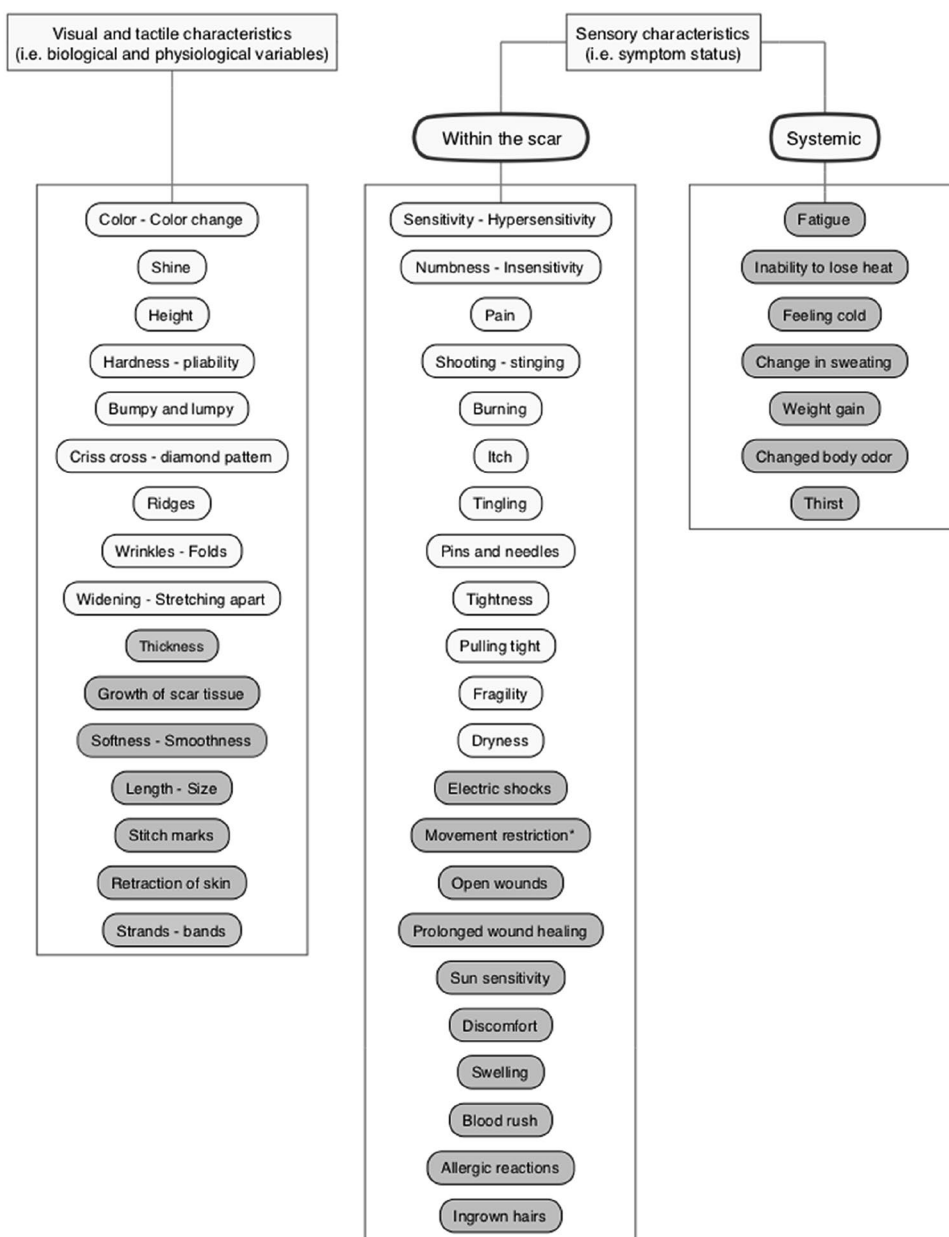 Visual and tactile characteristics
(i.e. biological and physiological variables)
Color - Color change
Shine
Height
Hardness - pliability
Bumpy and lumpy
Criss cross - diamond pattern
Ridges
Wrinkles - Folds
Widening - Stretching apart
Thickness
Growth of scar tissue
Softness - Smoothness
Length - Size
Stitch marks
Retraction of skin
Strands - bands
Sensory characteristics
(i.e. symptom status)
Within the scar
Sensitivity - Hypersensitivity
Numbness - Insensitivity
Pain
Shooting - stinging
Burning
Itch
Tingling
Pins and needles
Tightness
Pulling tight
Fragility
Dryness
Electric shocks
Movement restriction*
Open wounds
Prolonged wound healing
Sun sensitivity
Discomfort
Swelling
Blood rush
Allergic reactions
Ingrown hairs
Systemic
Fatigue
Inability to lose heat
Feeling cold
Change in sweating
Weight gain
Changed body odor
Thirst